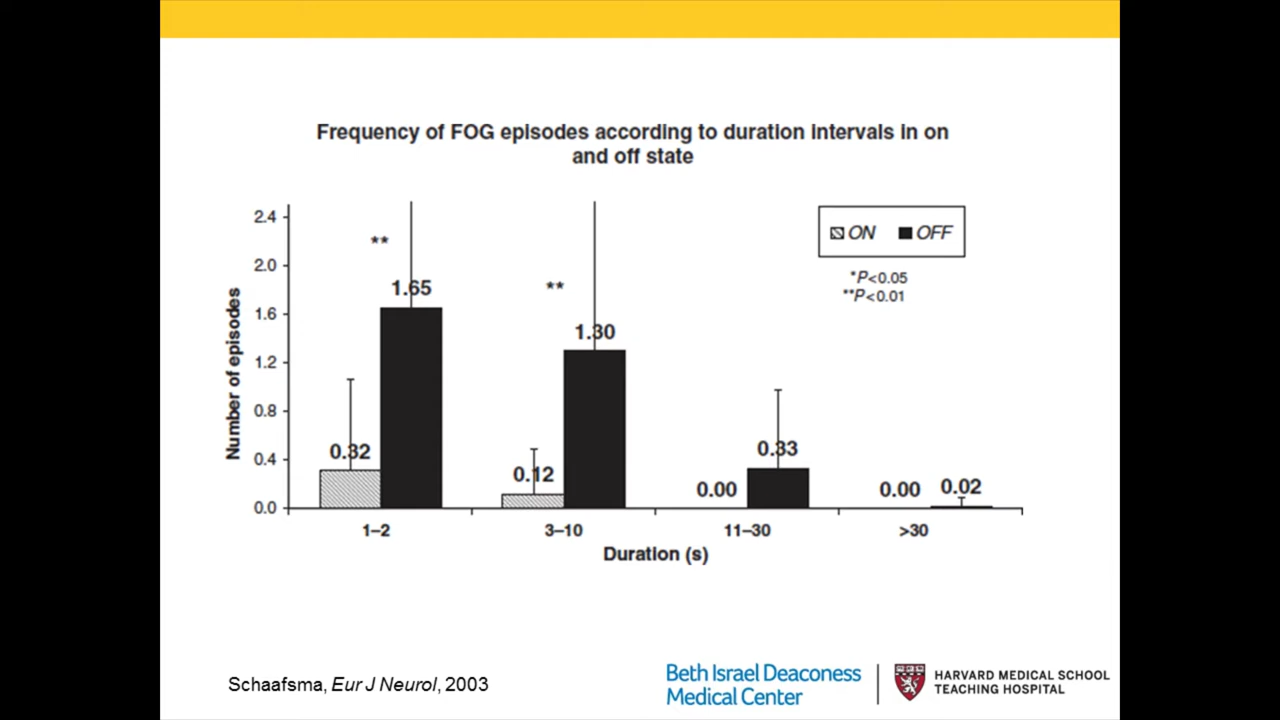 Frequency of FOG episodes according to duration intervals in on
and off state
Number of episodes
2.4
2.0
1.6
1.2
0.8
0.4
0.0
**
1.65
0.32
**
1.30
0.12
0.00
0.33
0.00
0.02
ON OFF
*P<0.05
**P<0.01
1–2
3–10
11–30
>30
Duration (s)
Schaafsma, Eur J Neurol, 2003
Beth Israel Deaconess
Medical Center
HARVARD MEDICAL SCHOOL
TEACHING HOSPITAL